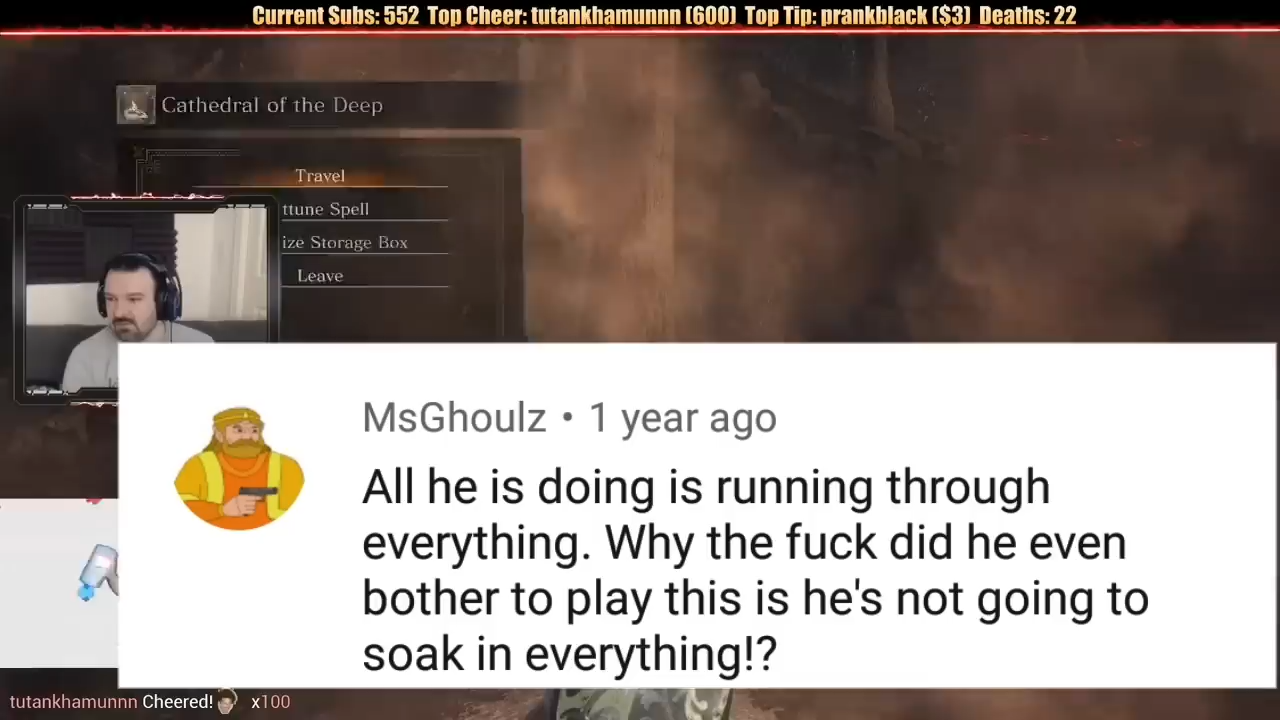 Current Subs: 552 Top Cheer: tutankhamunnn (600) Top Tip: prankblack ($3) Deaths: 22
Cathedral of the Deep
Travel
ttune Spell
ize Storage Box
Leave
MsGhoulz • 1 year ago
All he is doing is running through
everything. Why the fuck did he even
bother to play this is he's not going to
soak in everything!?
tutankhamunnn Cheered! x100